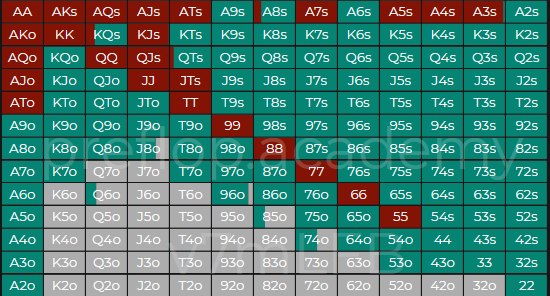 AA AKs AQs AJs ATs A9s A8s A7s A6s A5s A4s A3s A2s
AKo KK KQs KJs KTs K9s K8s K7s K6s K5s K4s K3s K2s
AQo KQo QQ QJs QTs Q9s Q8s Q7s Q6s Q5s Q4s Q3s Q2s
AJo KJo QJo JJ JTs J9s J8s J7s J6s J5s J4s J3s J2s
ATo KTo QTo JTo TT T9s T8s T7s T6s T5s T4s T3s T2s
A9o K9o Q9o J9o T9o 99 98s 97s 96s 95s 94s 93s 92s
A8o K8o Q8o J8o T8o 98o 88 87s 86s 85s 84s 83s 82s
A7o K7o Q7o J7o T7o 97o 87o 77 76s 75s 74s 73s 72s
A6o K6o Q6o J6o T6o 96o 86o 76o 66 65s 64s 63s 62s
A5o K5o Q5o J5o T5o 95o 85o 75o 65o 55 54s 53s 52s
A4o K4o Q4o J4o T4o 94o 84o 74o 64o 54o 44 43s 42s
A3o K3o Q3o J3o T3o 93o 83o 73o 63o 53o 43o 33 32s
A2o K2o Q2o J2o T2o 92o 82o 72o 62o 52o 42o 32o 22
preflop.academy